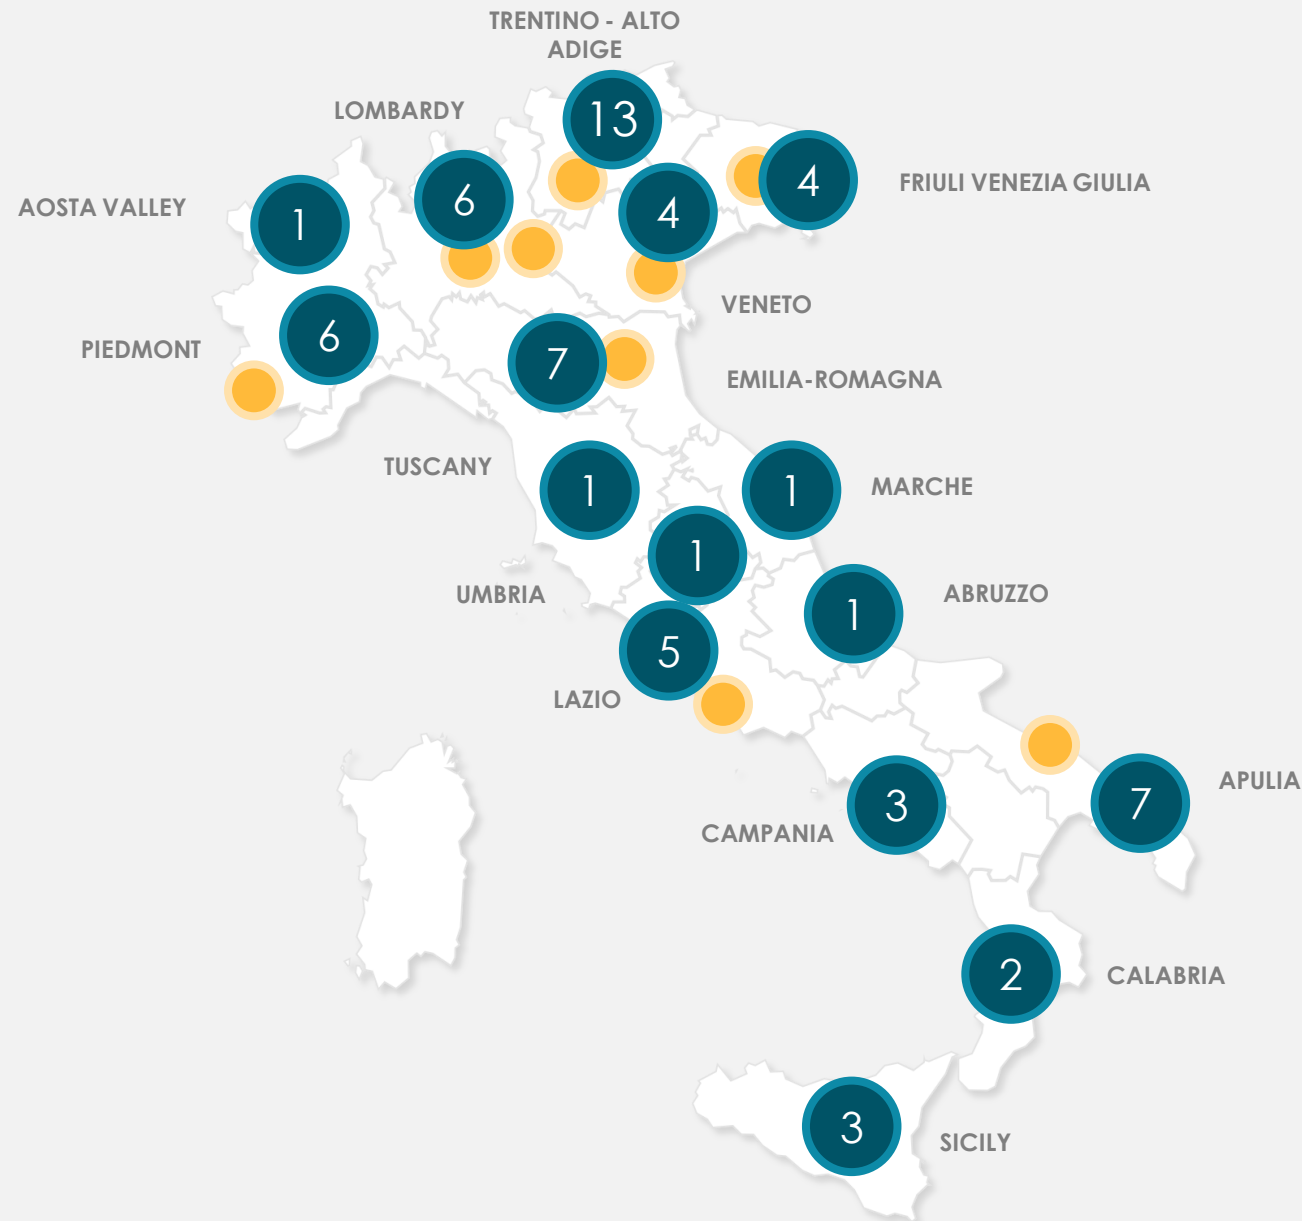 TRENTINO - ALTO
ADIGE
13
LOMBARDY
6
4
FRIULI VENEZIA GIULIA
AOSTA VALLEY
1
4
VENETO
PIEDMONT
6
7
EMILIA-ROMAGNA
TUSCANY
1
1
MARCHE
UMBRIA
1
1
ABRUZZO
5
LAZIO
APULIA
7
CAMPANIA
3
2
CALABRIA
3
SICILY